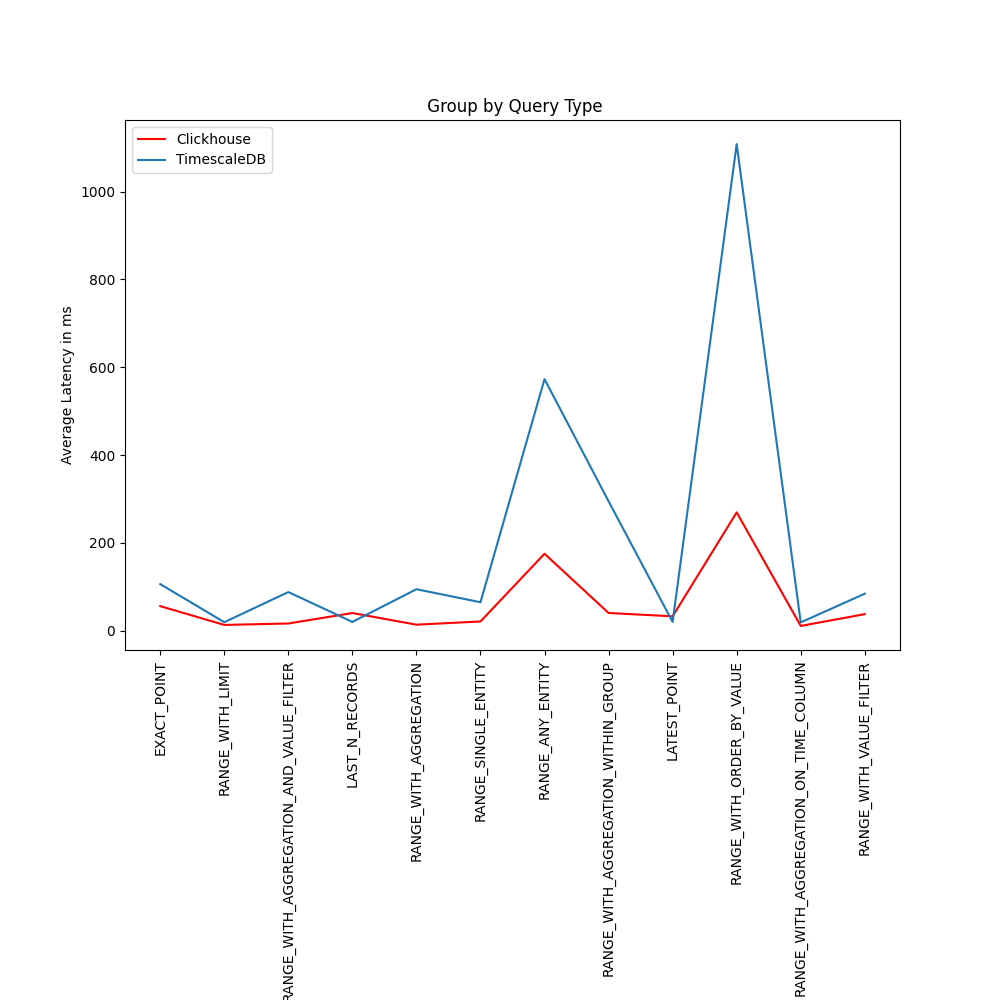 Group by Query Type
Clickhouse
TimescaleDB
Average Latency in ms
1000
800
600
400
200
0
EXACT_POINT
RANGE_WITH_LIMIT
RANGE_WITH_AGGREGATION_AND_VALUE_FILTER
LAST_N_RECORDS
RANGE_WITH_AGGREGATION
RANGE_SINGLE_ENTITY
RANGE_ANY_ENTITY
RANGE_WITH_AGGREGATION_WITHIN_GROUP
LATEST_POINT
RANGE_WITH_ORDER_BY_VALUE
RANGE_WITH_AGGREGATION_ON_TIME_COLUMN
RANGE_WITH_VALUE_FILTER